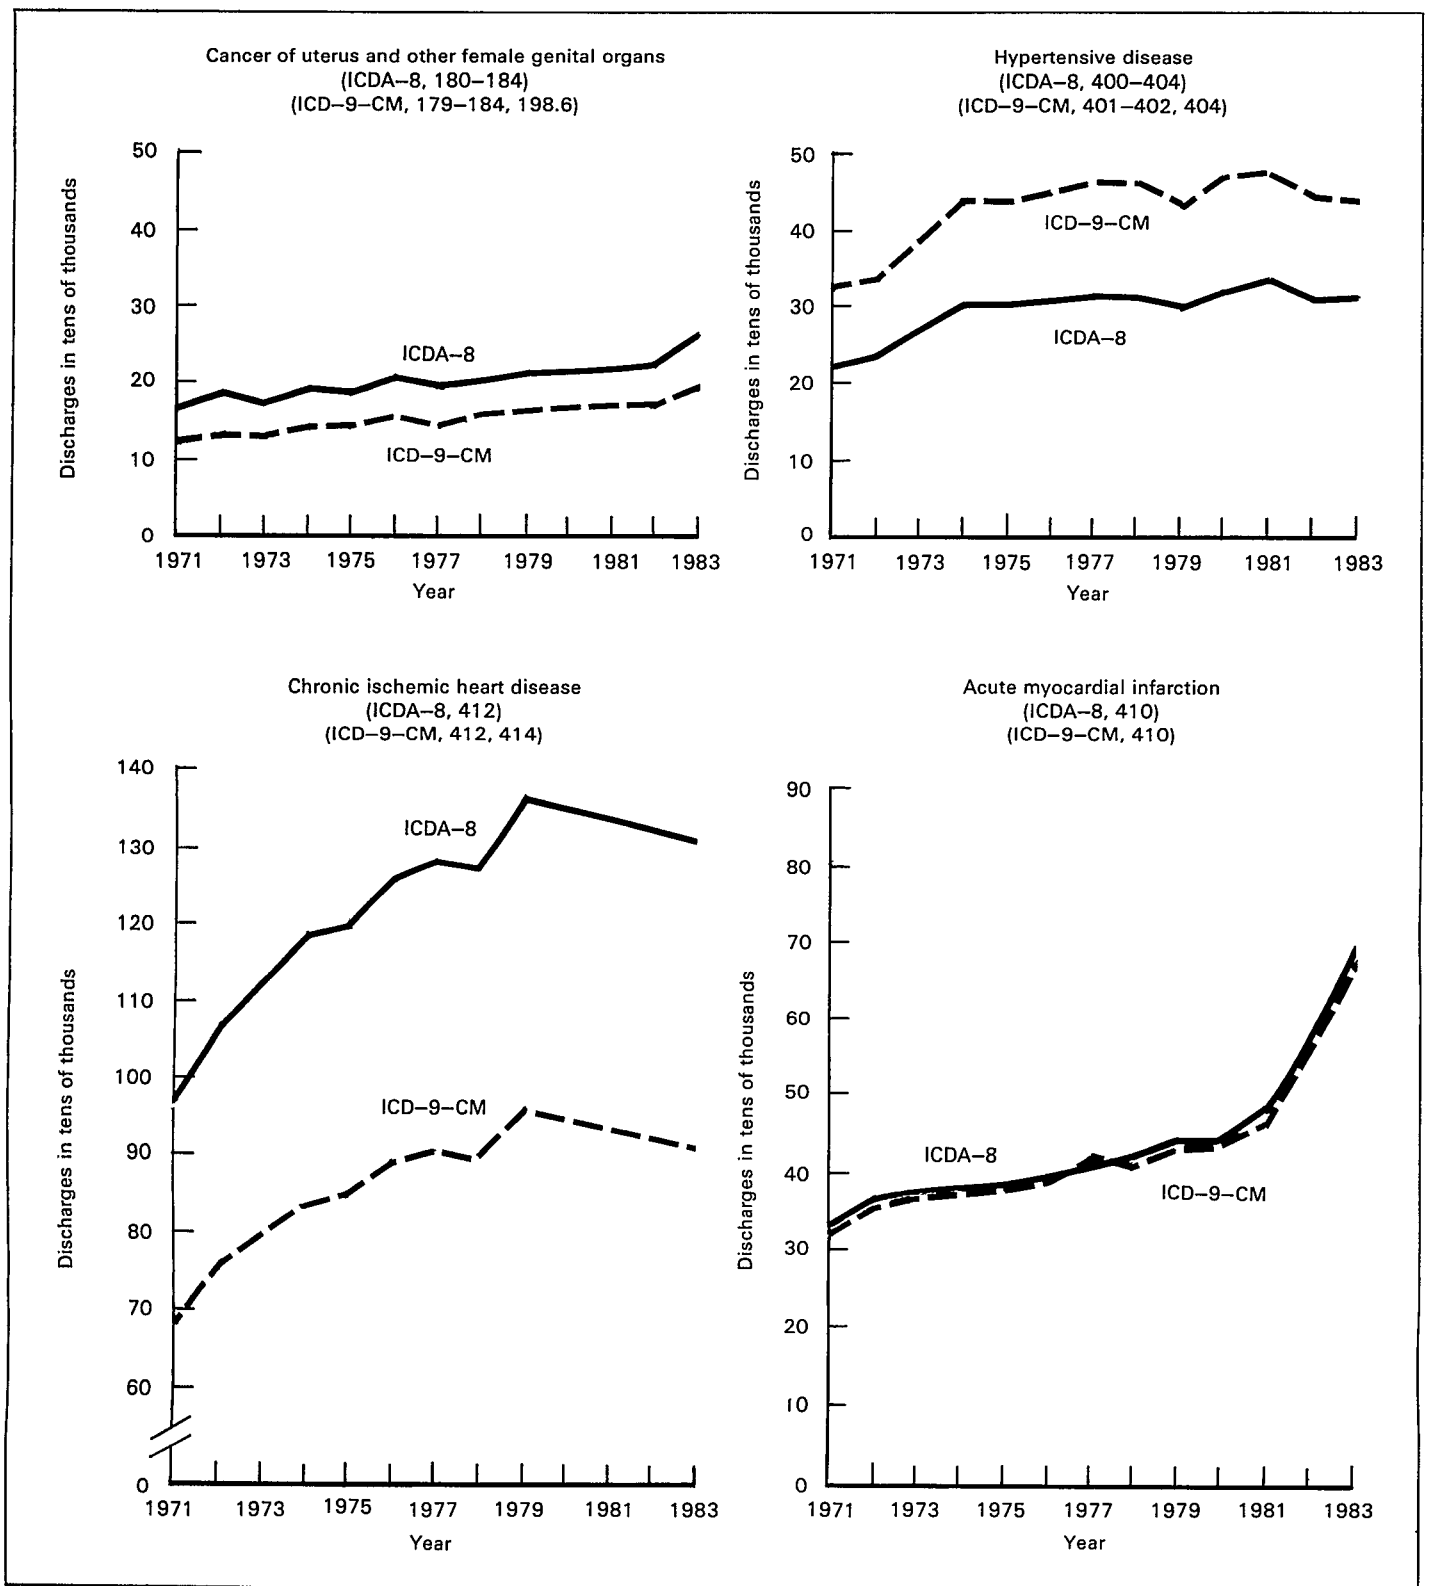 Cancer of uterus and other female genital organs
(ICDA–8, 180–184)
(ICD–9–CM, 179–184, 198.6)
50
40
30
20
10
0
Discharges in tens of thousands
ICDA–8
ICD–9–CM
1971 1973 1975 1977 1979 1981 1983
Year
Hypertensive disease
(ICDA–8, 400–404)
(ICD–9–CM, 401–402, 404)
50
40
30
20
10
0
Discharges in tens of thousands
ICD–9–CM
ICDA–8
1971 1973 1975 1977 1979 1981 1983
Year
Chronic ischemic heart disease
(ICDA–8, 412)
(ICD–9–CM, 412, 414)
140
130
120
110
100
90
80
70
60
0
Discharges in tens of thousands
ICDA–8
ICD–9–CM
1971 1973 1975 1977 1979 1981 1983
Year
Acute myocardial infarction
(ICDA–8, 410)
(ICD–9–CM, 410)
90
80
70
60
50
40
30
20
10
0
Discharges in tens of thousands
ICDA–8
ICD–9–CM
1971 1973 1975 1977 1979 1981 1983
Year